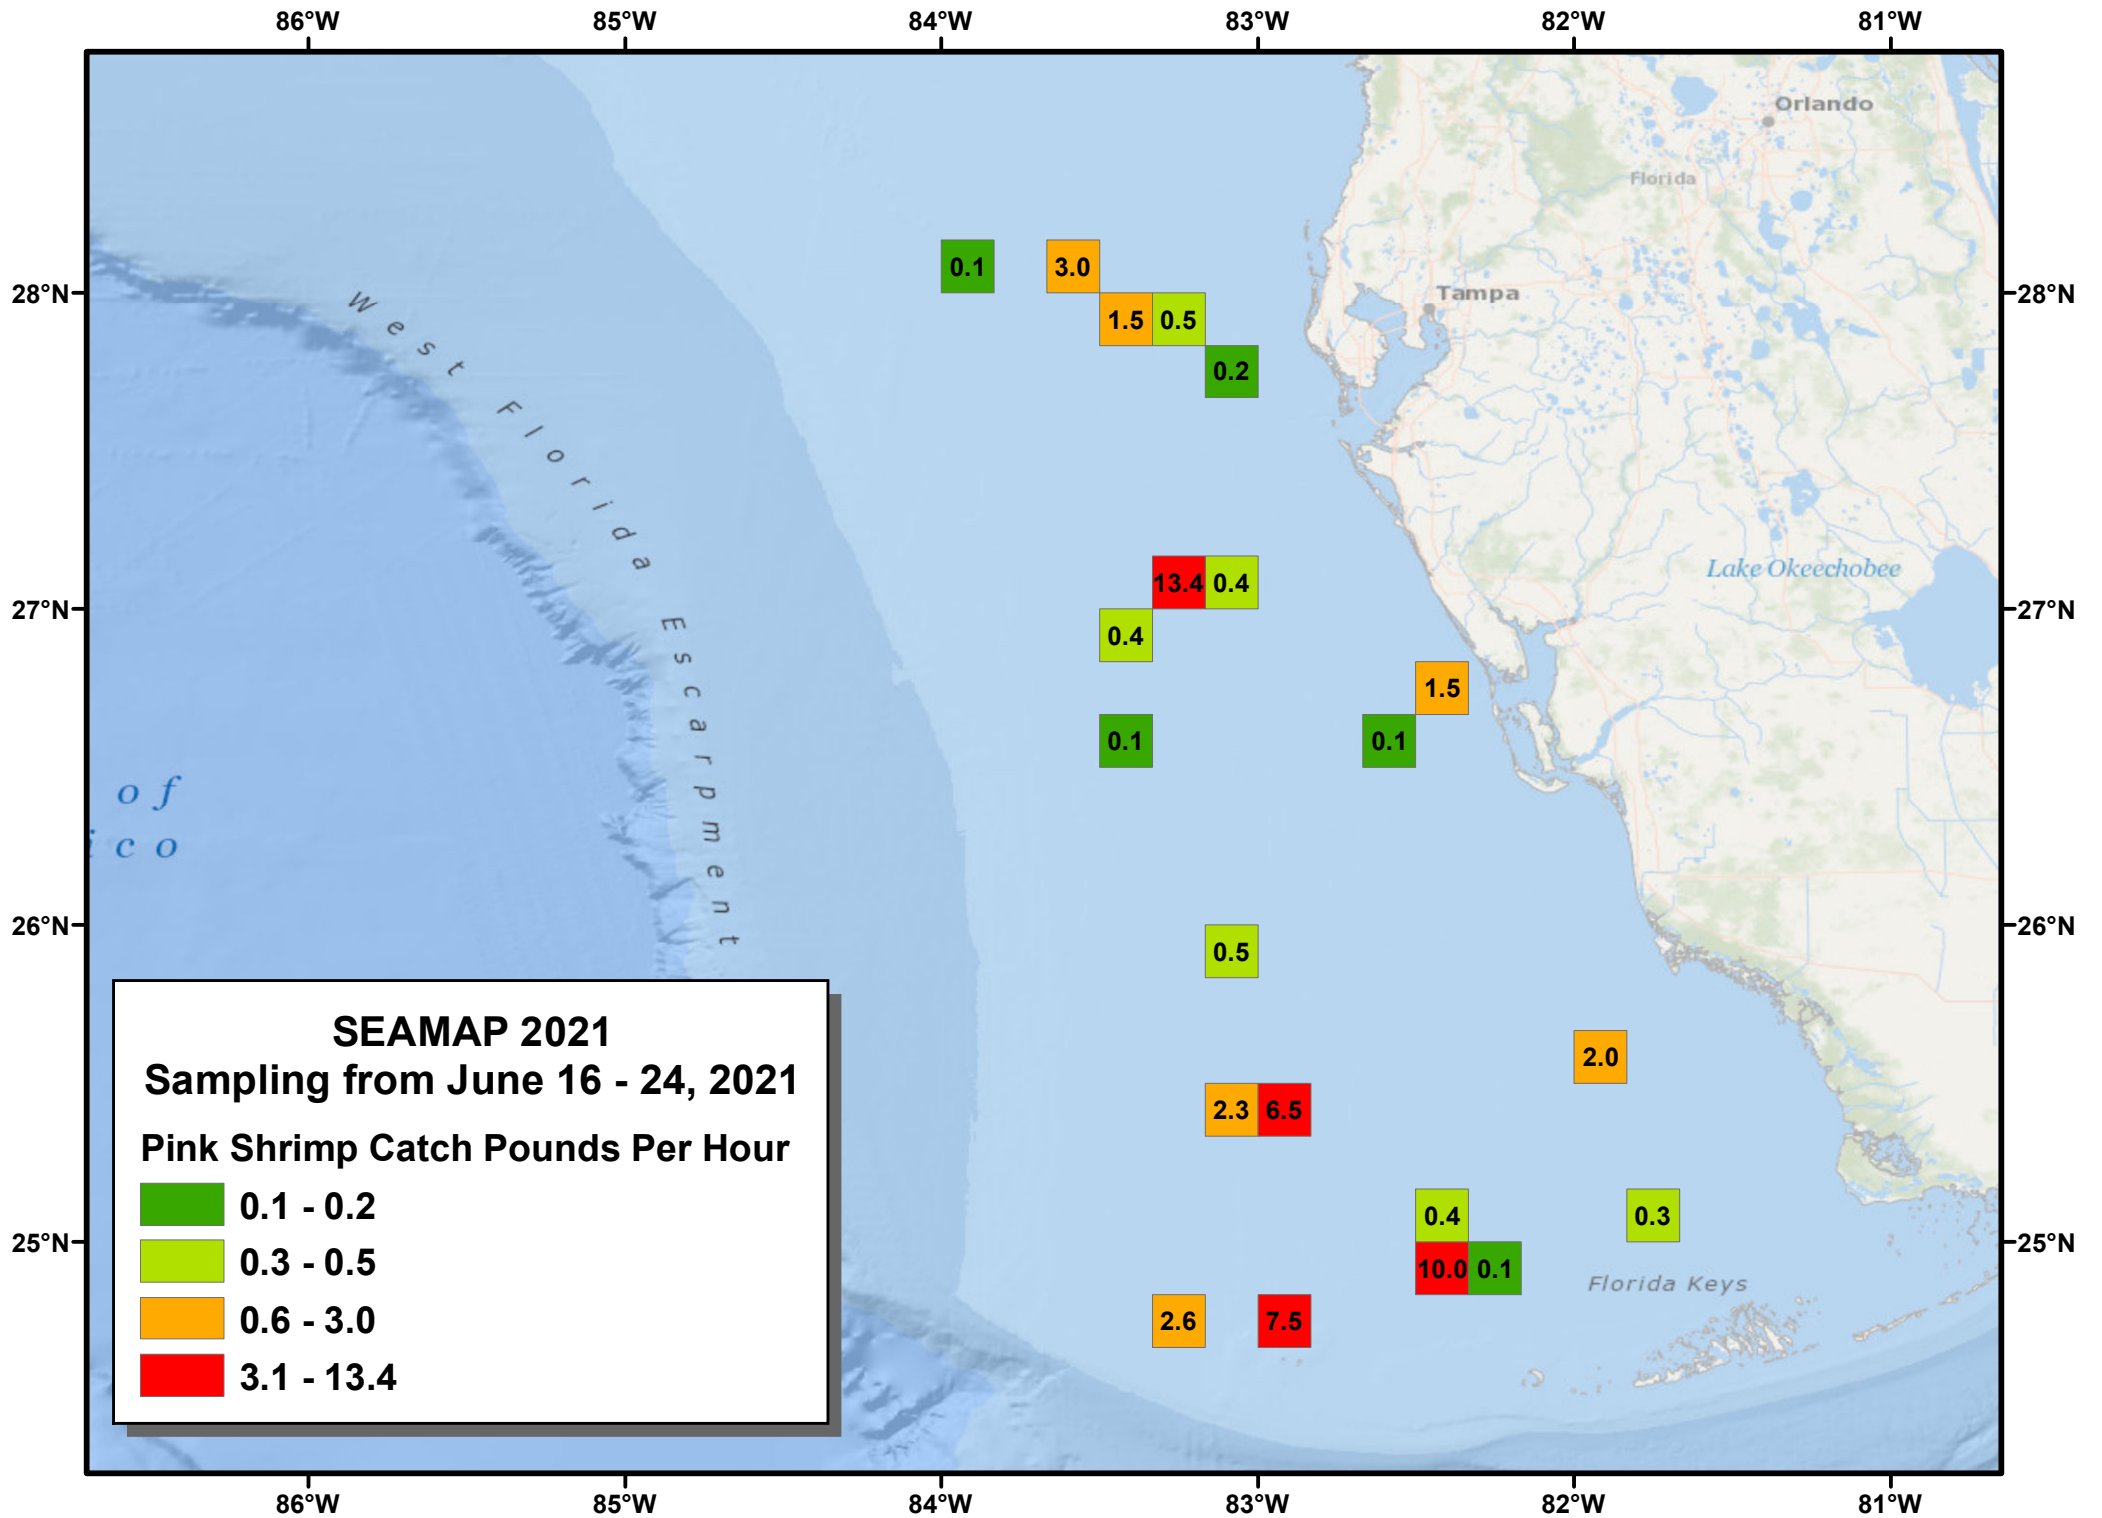 86°W 85°W 84°W 83°W 82°W 81°W
Orlando
Florida
0.1 3.0
28°N Tampa 28°N
West Florida Escarpment
1.5 0.5
0.2
Lake Okeechobee
13.4 0.4
27°N 27°N
0.4
1.5
0.1 0.1
of
ico
26°N 26°N
0.5
SEAMAP 2021
Sampling from June 16 - 24, 2021
Pink Shrimp Catch Pounds Per Hour
0.1 - 0.2
0.3 - 0.5
0.6 - 3.0
3.1 - 13.4
2.0
2.3 6.5
0.4 0.3
25°N 25°N
10.0 0.1
Florida Keys
2.6 7.5
86°W 85°W 84°W 83°W 82°W 81°W